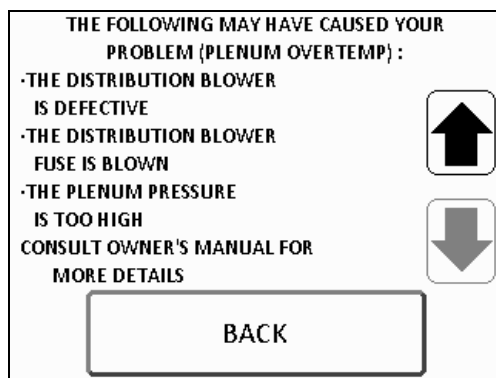 THE FOLLOWING MAY HAVE CAUSED YOUR
PROBLEM (PLENUM OVERTEMP) :
·THE DISTRIBUTION BLOWER
IS DEFECTIVE
·THE DISTRIBUTION BLOWER
FUSE IS BLOWN
·THE PLENUM PRESSURE
IS TOO HIGH
CONSULT OWNER'S MANUAL FOR
MORE DETAILS
BACK